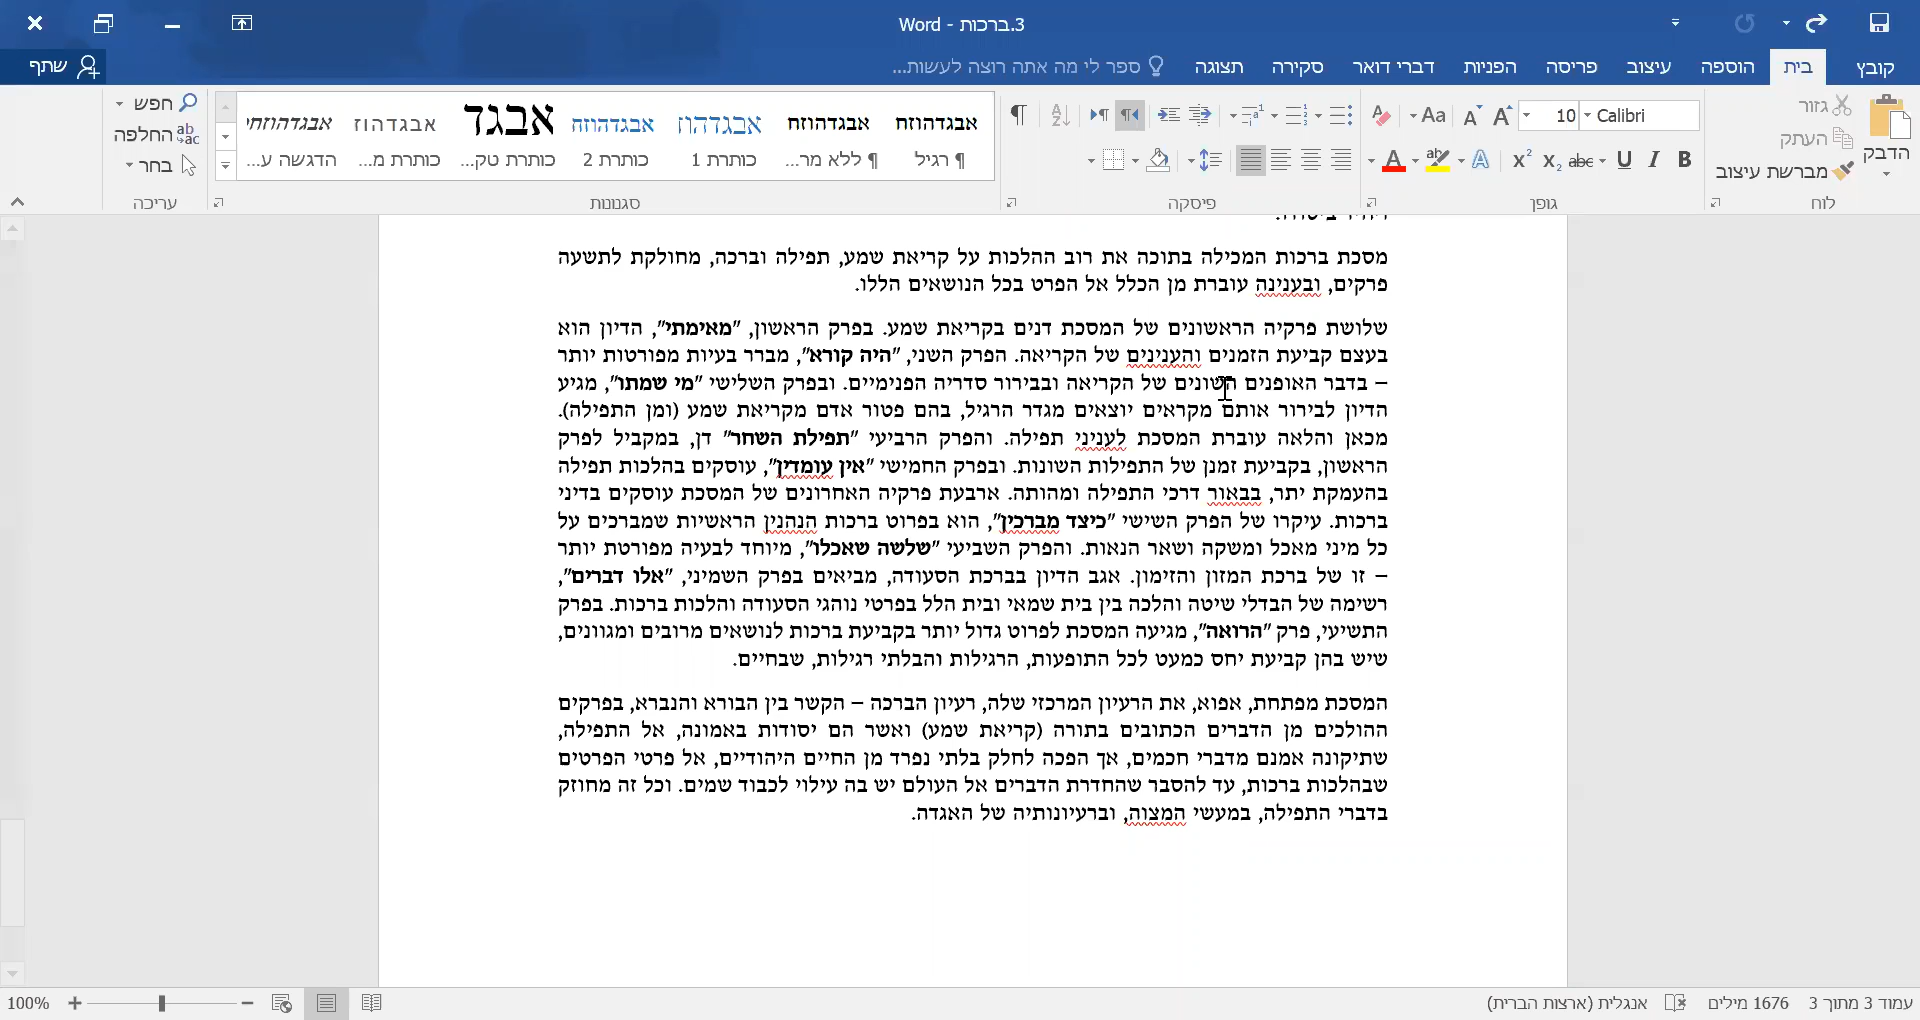 3.ברכות - Word
קובץ בית הוספה עיצוב פריסה הפניות דברי דואר סקירה תצוגה ספר לי מה אתה רוצה לעשות... שתף
הדבק גזור העתק מברשת עיצוב
לוח
Calibri 10 Aa
B I U abc X₂ X² A ab A
גופן
פיסקה
אבגדהוזח אבגדהוזח אבגדהוז אבגדהוזח אבגד אבגדהוז אבגדהוזחי
¶ רגיל ¶ ללא מר... כותרת 1 כותרת 2 כותרת טק... כותרת מ... הדגשה ע...
סגנונות
חפש
החלפה
בחר
עריכה
מסכת ברכות המכילה בתוכה את רוב ההלכות על קריאת שמע, תפילה וברכה, מחולקת לתשעה
פרקים, ובענינה עוברת מן הכלל אל הפרט בכל הנושאים הללו.
שלושת פרקיה הראשונים של המסכת דנים בקריאת שמע. בפרק הראשון, "מאימתי", הדיון הוא
בעצם קביעת הזמנים והענינים של הקריאה. הפרק השני, "היה קורא", מברר בעיות מפורטות יותר
– בדבר האופנים השונים של הקריאה ובבירור סדריה הפנימיים. ובפרק השלישי "מי שמתו", מגיע
הדיון לבירור אותם מקראים יוצאים מגדר הרגיל, בהם פטור אדם מקריאת שמע (ומן התפילה).
מכאן והלאה עוברת המסכת לעניני תפילה. והפרק הרביעי "תפילת השחר" דן, במקביל לפרק
הראשון, בקביעת זמנן של התפילות השונות. ובפרק החמישי "אין עומדין", עוסקים בהלכות תפילה
בהעמקת יתר, בבאור דרכי התפילה ומהותה. ארבעת פרקיה האחרונים של המסכת עוסקים בדיני
ברכות. עיקרו של הפרק השישי "כיצד מברכין", הוא בפרוט ברכות הנהנין הראשיות שמברכים על
כל מיני מאכל ומשקה ושאר הנאות. והפרק השביעי "שלשה שאכלו", מיוחד לבעיה מפורטת יותר
– זו של ברכת המזון והזימון. אגב הדיון בברכת הסעודה, מביאים בפרק השמיני, "אלו דברים",
רשימה של הבדלי שיטה והלכה בין בית שמאי ובית הלל בפרטי נוהגי הסעודה והלכות ברכות. בפרק
התשיעי, פרק "הרואה", מגיעה המסכת לפרוט גדול יותר בקביעת ברכות לנושאים מרובים ומגוונים,
שיש בהן קביעת יחס כמעט לכל התופעות, הרגילות והבלתי רגילות, שבחיים.
המסכת מפתחת, אפוא, את הרעיון המרכזי שלה, רעיון הברכה – הקשר בין הבורא והנברא, בפרקים
ההולכים מן הדברים הכתובים בתורה (קריאת שמע) ואשר הם יסודות באמונה, אל התפילה,
שתיקונה אמנם מדברי חכמים, אך הפכה לחלק בלתי נפרד מן החיים היהודיים, אל פרטי הפרטים
שבהלכות ברכות, עד להסבר שהחדרת הדברים אל העולם יש בה עילוי לכבוד שמים. וכל זה מחוזק
בדברי התפילה, במעשי המצוה, וברעיונותיה של האגדה.
עמוד 3 מתוך 3 1676 מילים אנגלית (ארצות הברית) 100%